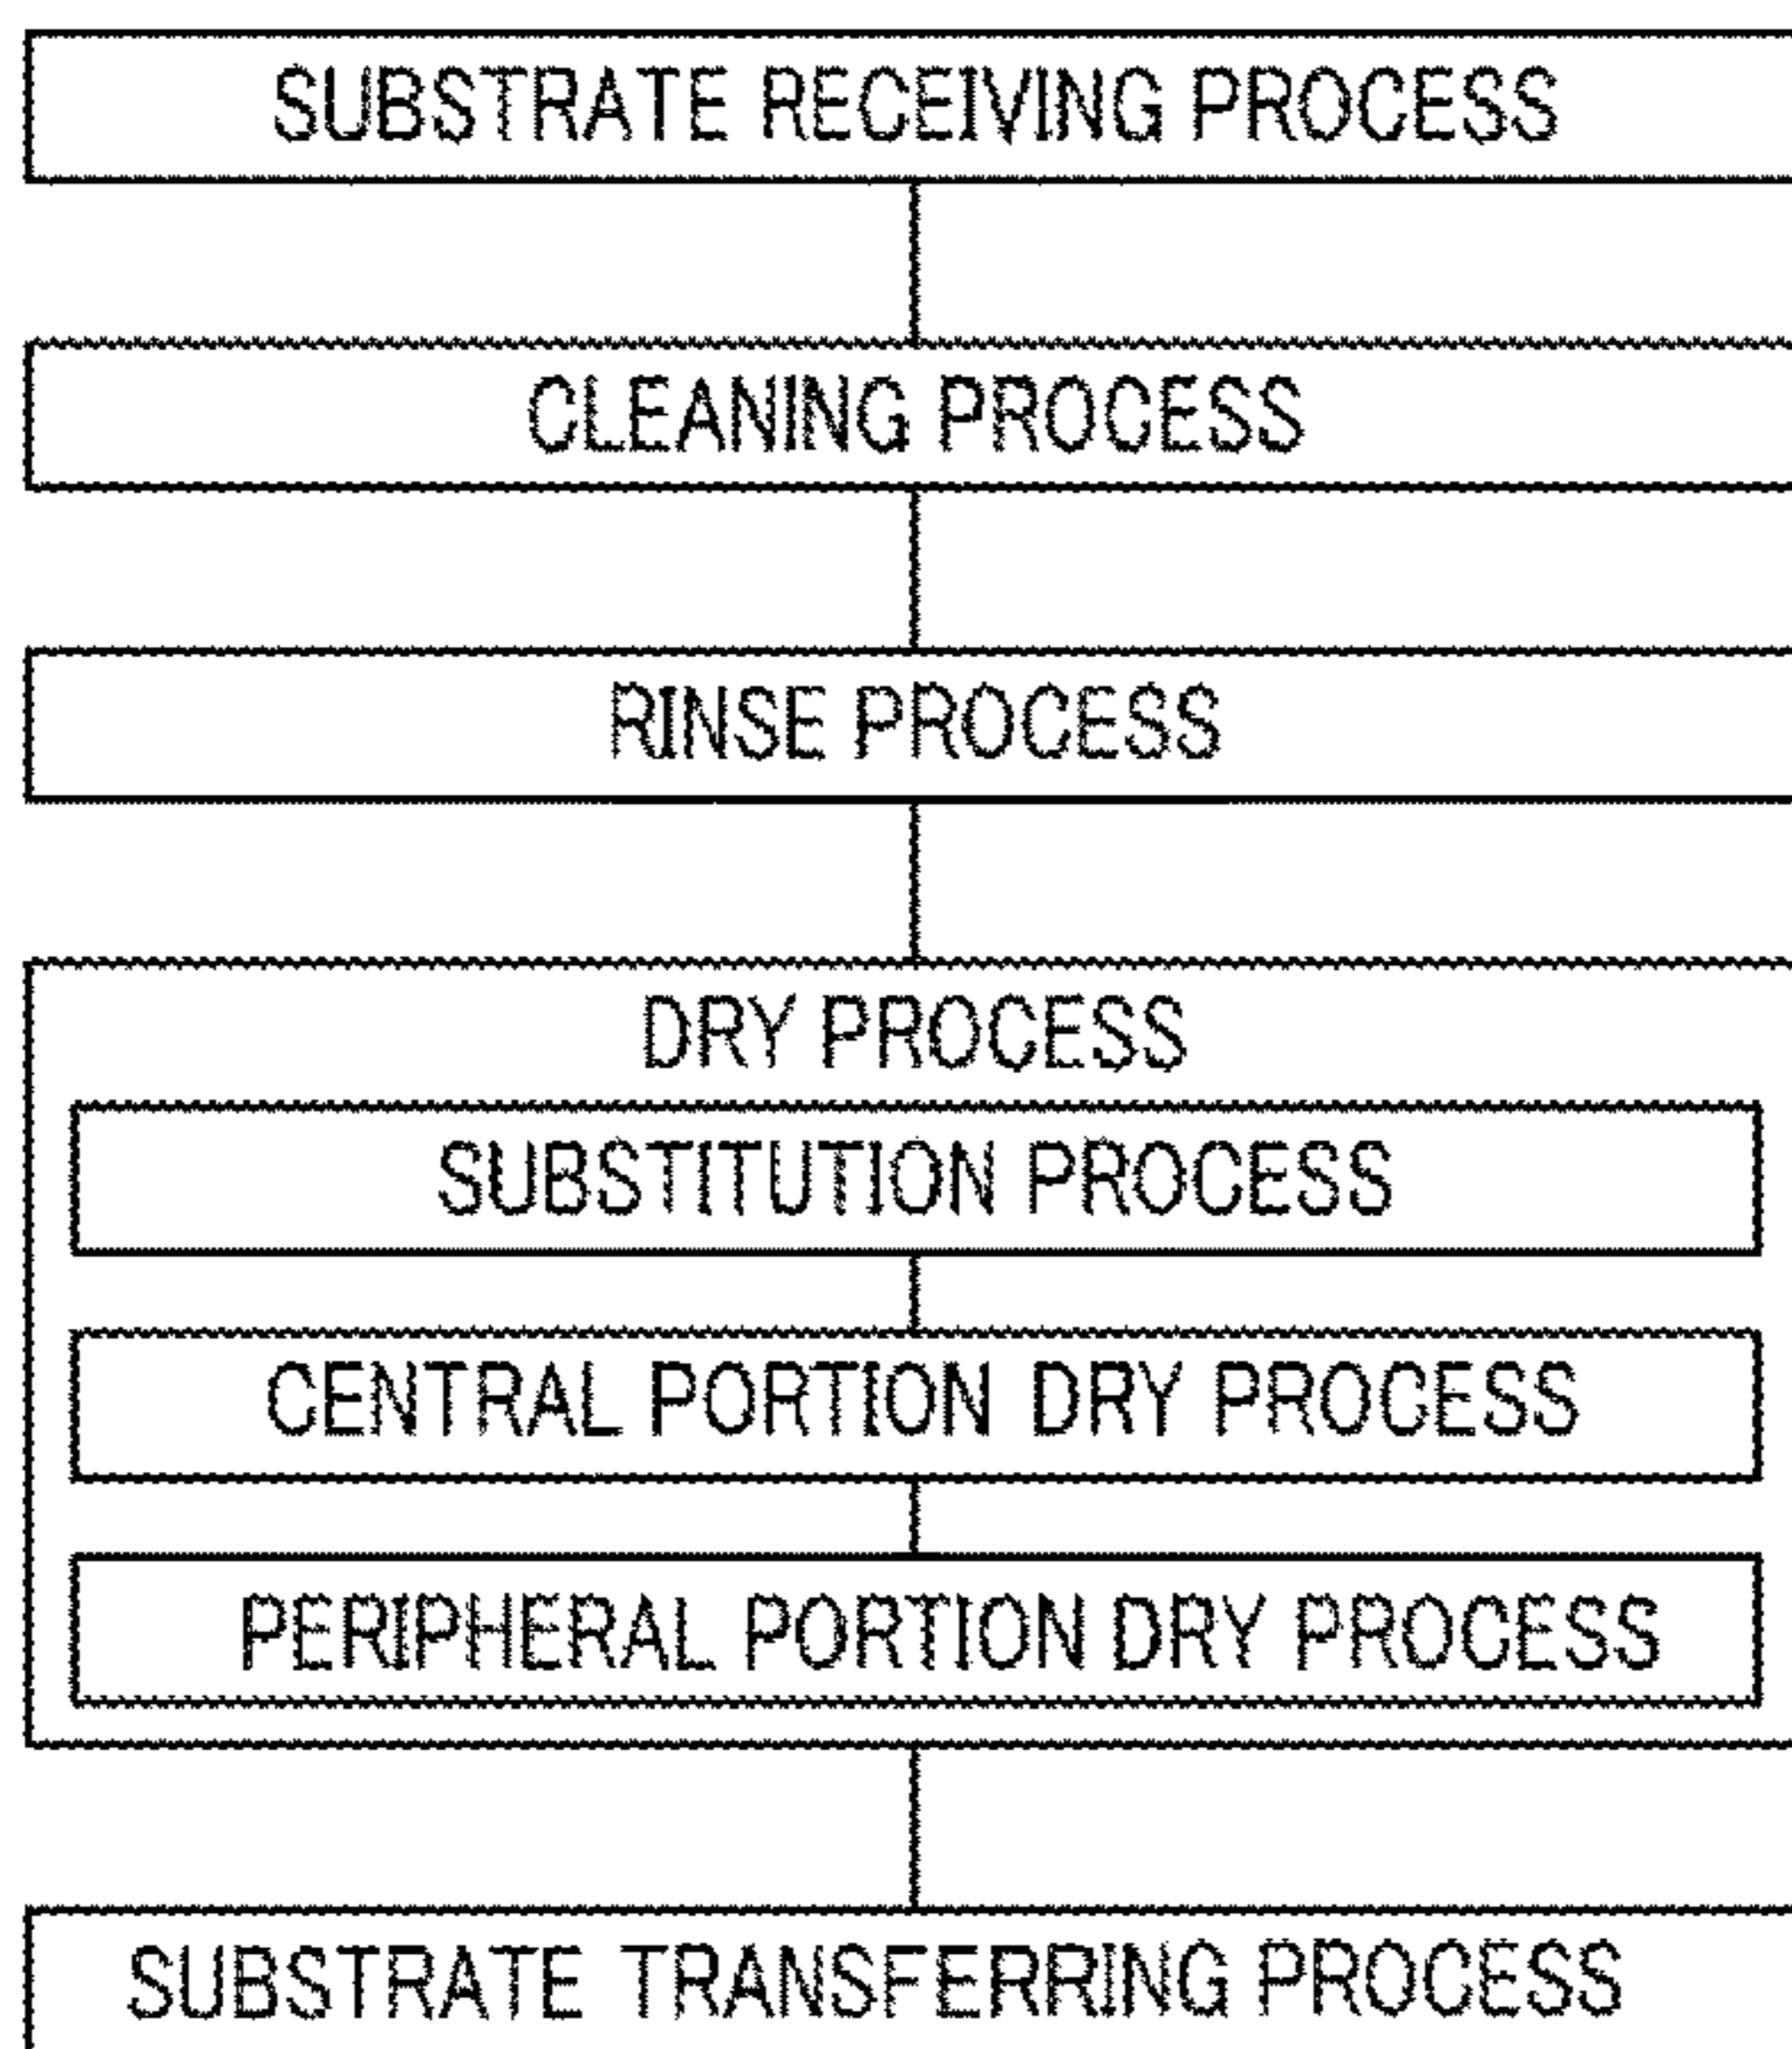 SUBSTRATE RECEIVING PROCESS
CLEANING PROCESS
RINSE PROCESS
DRY PROCESS
SUBSTITUTION PROCESS
CENTRAL PORTION DRY PROCESS
PERIPHERAL PORTION DRY PROCESS
SUBSTRATE TRANSFERRING PROCESS